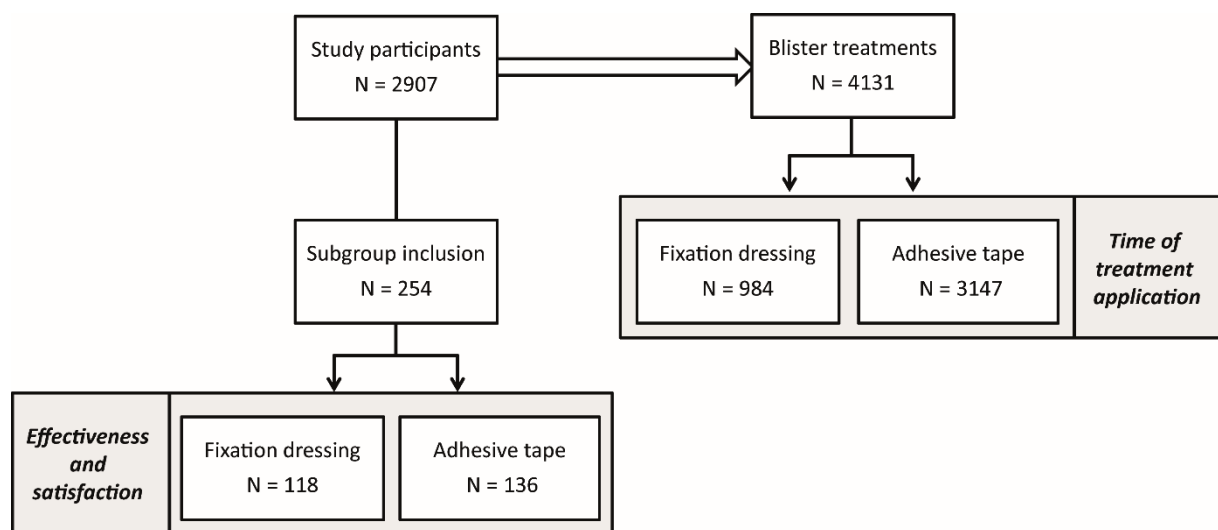 Study participants
N = 2907
Blister treatments
N = 4131
Subgroup inclusion
N = 254
Fixation dressing
N = 984
Adhesive tape
N = 3147
Time of
treatment
application
Effectiveness
and
satisfaction
Fixation dressing
N = 118
Adhesive tape
N = 136